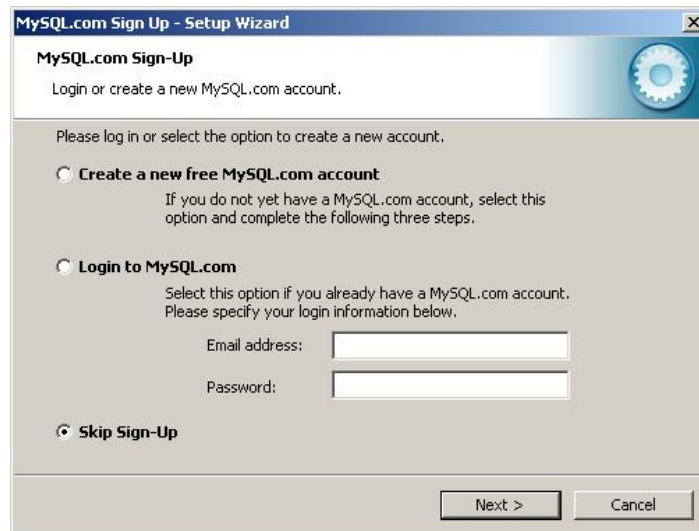 MySQL.com Sign Up - Setup Wizard
MySQL.com Sign-Up
Login or create a new MySQL.com account.
Please log in or select the option to create a new account.
Create a new free MySQL.com account
If you do not yet have a MySQL.com account, select this
option and complete the following three steps.
Login to MySQL.com
Select this option if you already have a MySQL.com account.
Please specify your login information below.
Email address:
Password:
Skip Sign-Up
Next >
Cancel